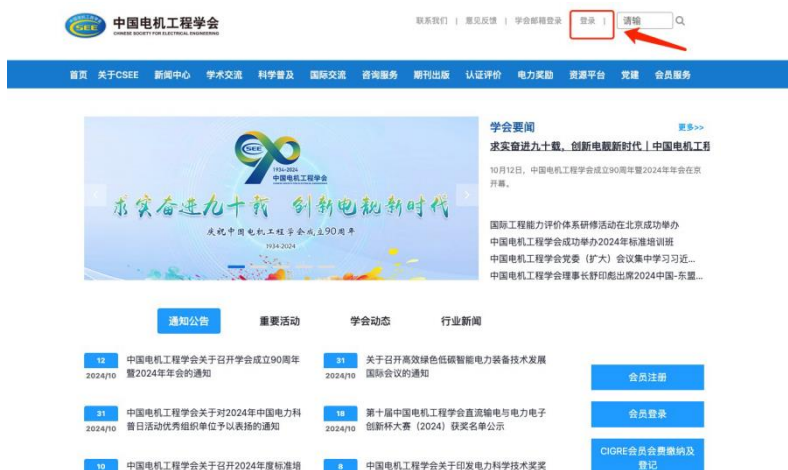 CSEE
中国电机工程学会
CHINESE SOCIETY FOR ELECTRICAL ENGINEERING
联系我们 | 意见反馈 | 学会邮箱登录 登录 | 请输
首页 关于CSEE 新闻中心 学术交流 科学普及 国际交流 咨询服务 期刊出版 认证评价 电力奖励 资源平台 党建 会员服务
CSEE
1934-2024
中国电机工程学会
求实奋进九十载 创新电靓新时代
庆祝中国电机工程学会成立90周年
1934-2024
学会要闻 更多>>
求实奋进九十载，创新电靓新时代｜中国电机工程
10月12日，中国电机工程学会成立90周年暨2024年年会在京
开幕。
国际工程能力评价体系研修活动在北京成功举办
中国电机工程学会成功举办2024年标准培训班
中国电机工程学会党委（扩大）会议集中学习习近...
中国电机工程学会理事长舒印彪出席2024中国-东盟...
通知公告 重要活动 学会动态 行业新闻
12
2024/10
中国电机工程学会关于召开学会成立90周年
暨2024年年会的通知
31
2024/10
关于召开高效绿色低碳智能电力装备技术发展
国际会议的通知
31
2024/10
中国电机工程学会关于对2024年中国电力科
普日活动优秀组织单位予以表扬的通知
18
2024/10
第十届中国电机工程学会直流输电与电力电子
创新杯大赛（2024）获奖名单公示
10
中国电机工程学会关于召开2024年度标准培
8
中国电机工程学会关于印发电力科学技术奖奖
会员注册
会员登录
CIGRE会员会费缴纳及
登记